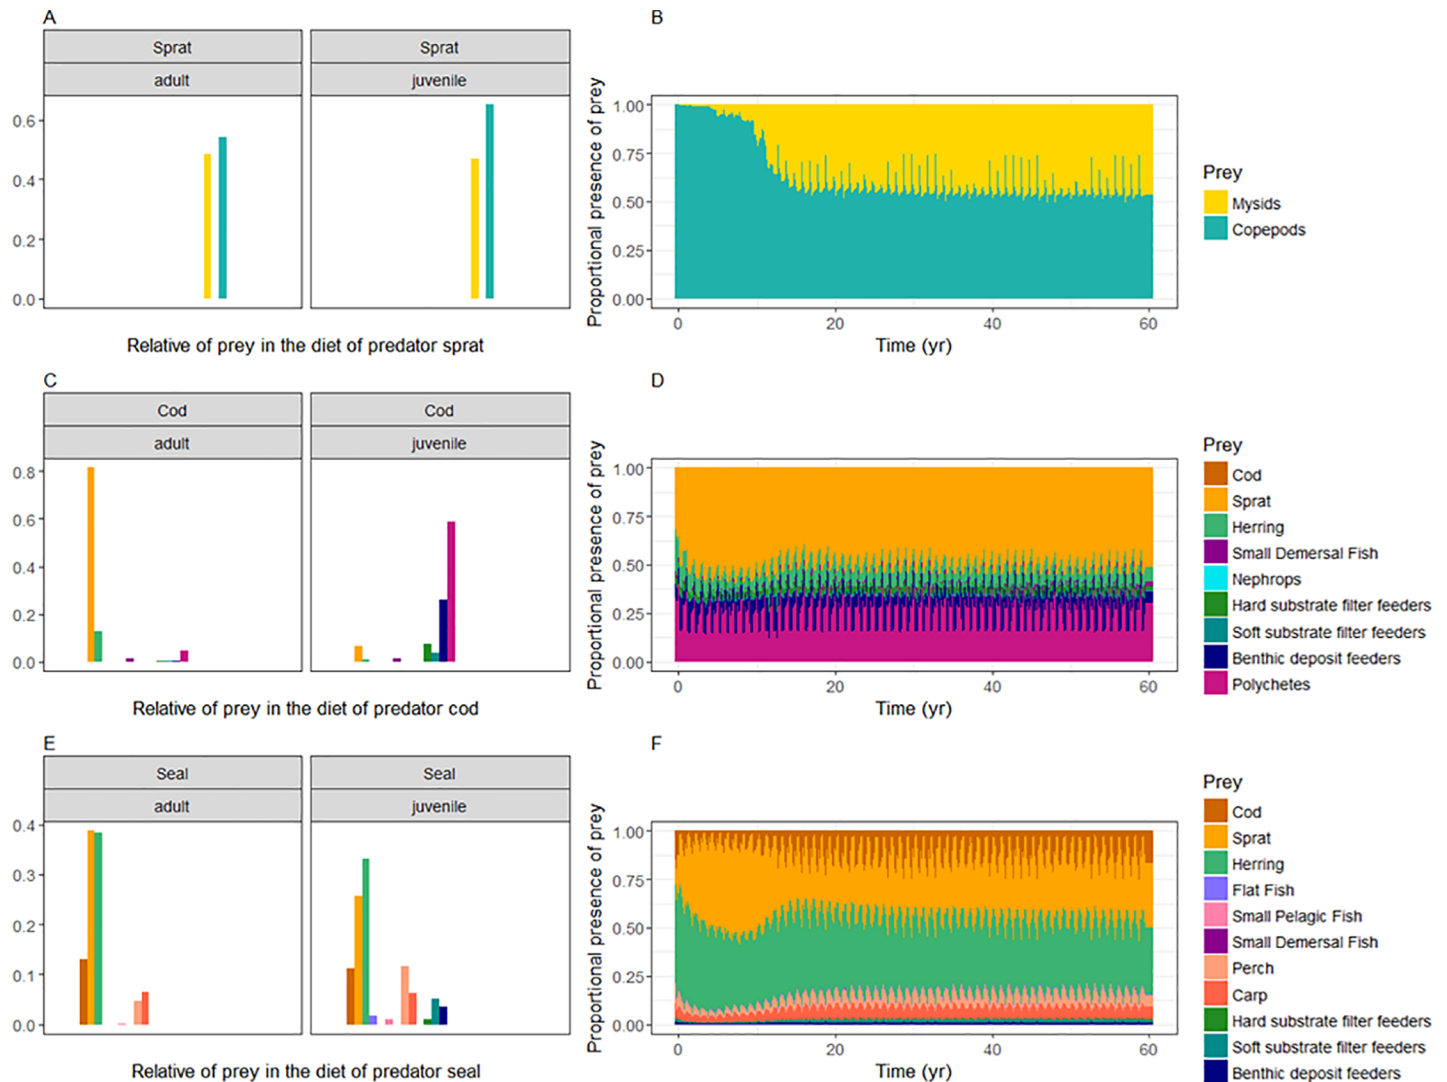 A
B
Sprat
Sprat
adult
juvenile
0.6
0.4
0.2
0.0
Relative of prey in the diet of predator sprat
Proportional presence of prey
1.00
0.75
0.50
0.25
0.00
0
20
40
60
Time (yr)
Prey
Mysids
Copepods
C
D
Cod
Cod
adult
juvenile
0.8
0.6
0.4
0.2
0.0
Relative of prey in the diet of predator cod
Proportional presence of prey
1.00
0.75
0.50
0.25
0.00
0
20
40
60
Time (yr)
Prey
Cod
Sprat
Herring
Small Demersal Fish
Nephrops
Hard substrate filter feeders
Soft substrate filter feeders
Benthic deposit feeders
Polychetes
E
F
Seal
Seal
adult
juvenile
0.4
0.3
0.2
0.1
0.0
Relative of prey in the diet of predator seal
Proportional presence of prey
1.00
0.75
0.50
0.25
0.00
0
20
40
60
Time (yr)
Prey
Cod
Sprat
Herring
Flat Fish
Small Pelagic Fish
Small Demersal Fish
Perch
Carp
Hard substrate filter feeders
Soft substrate filter feeders
Benthic deposit feeders